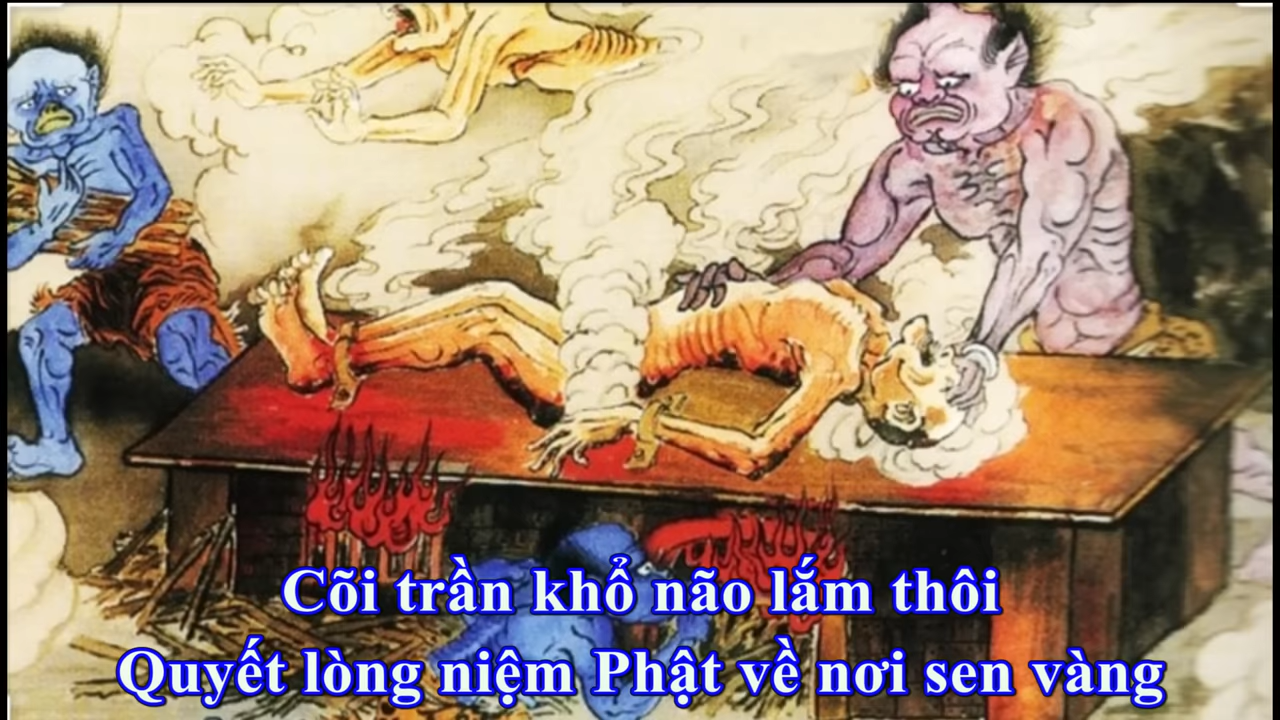 Cõi trần khổ não lắm thôi
Quyết lòng niệm Phật về nơi sen vàng